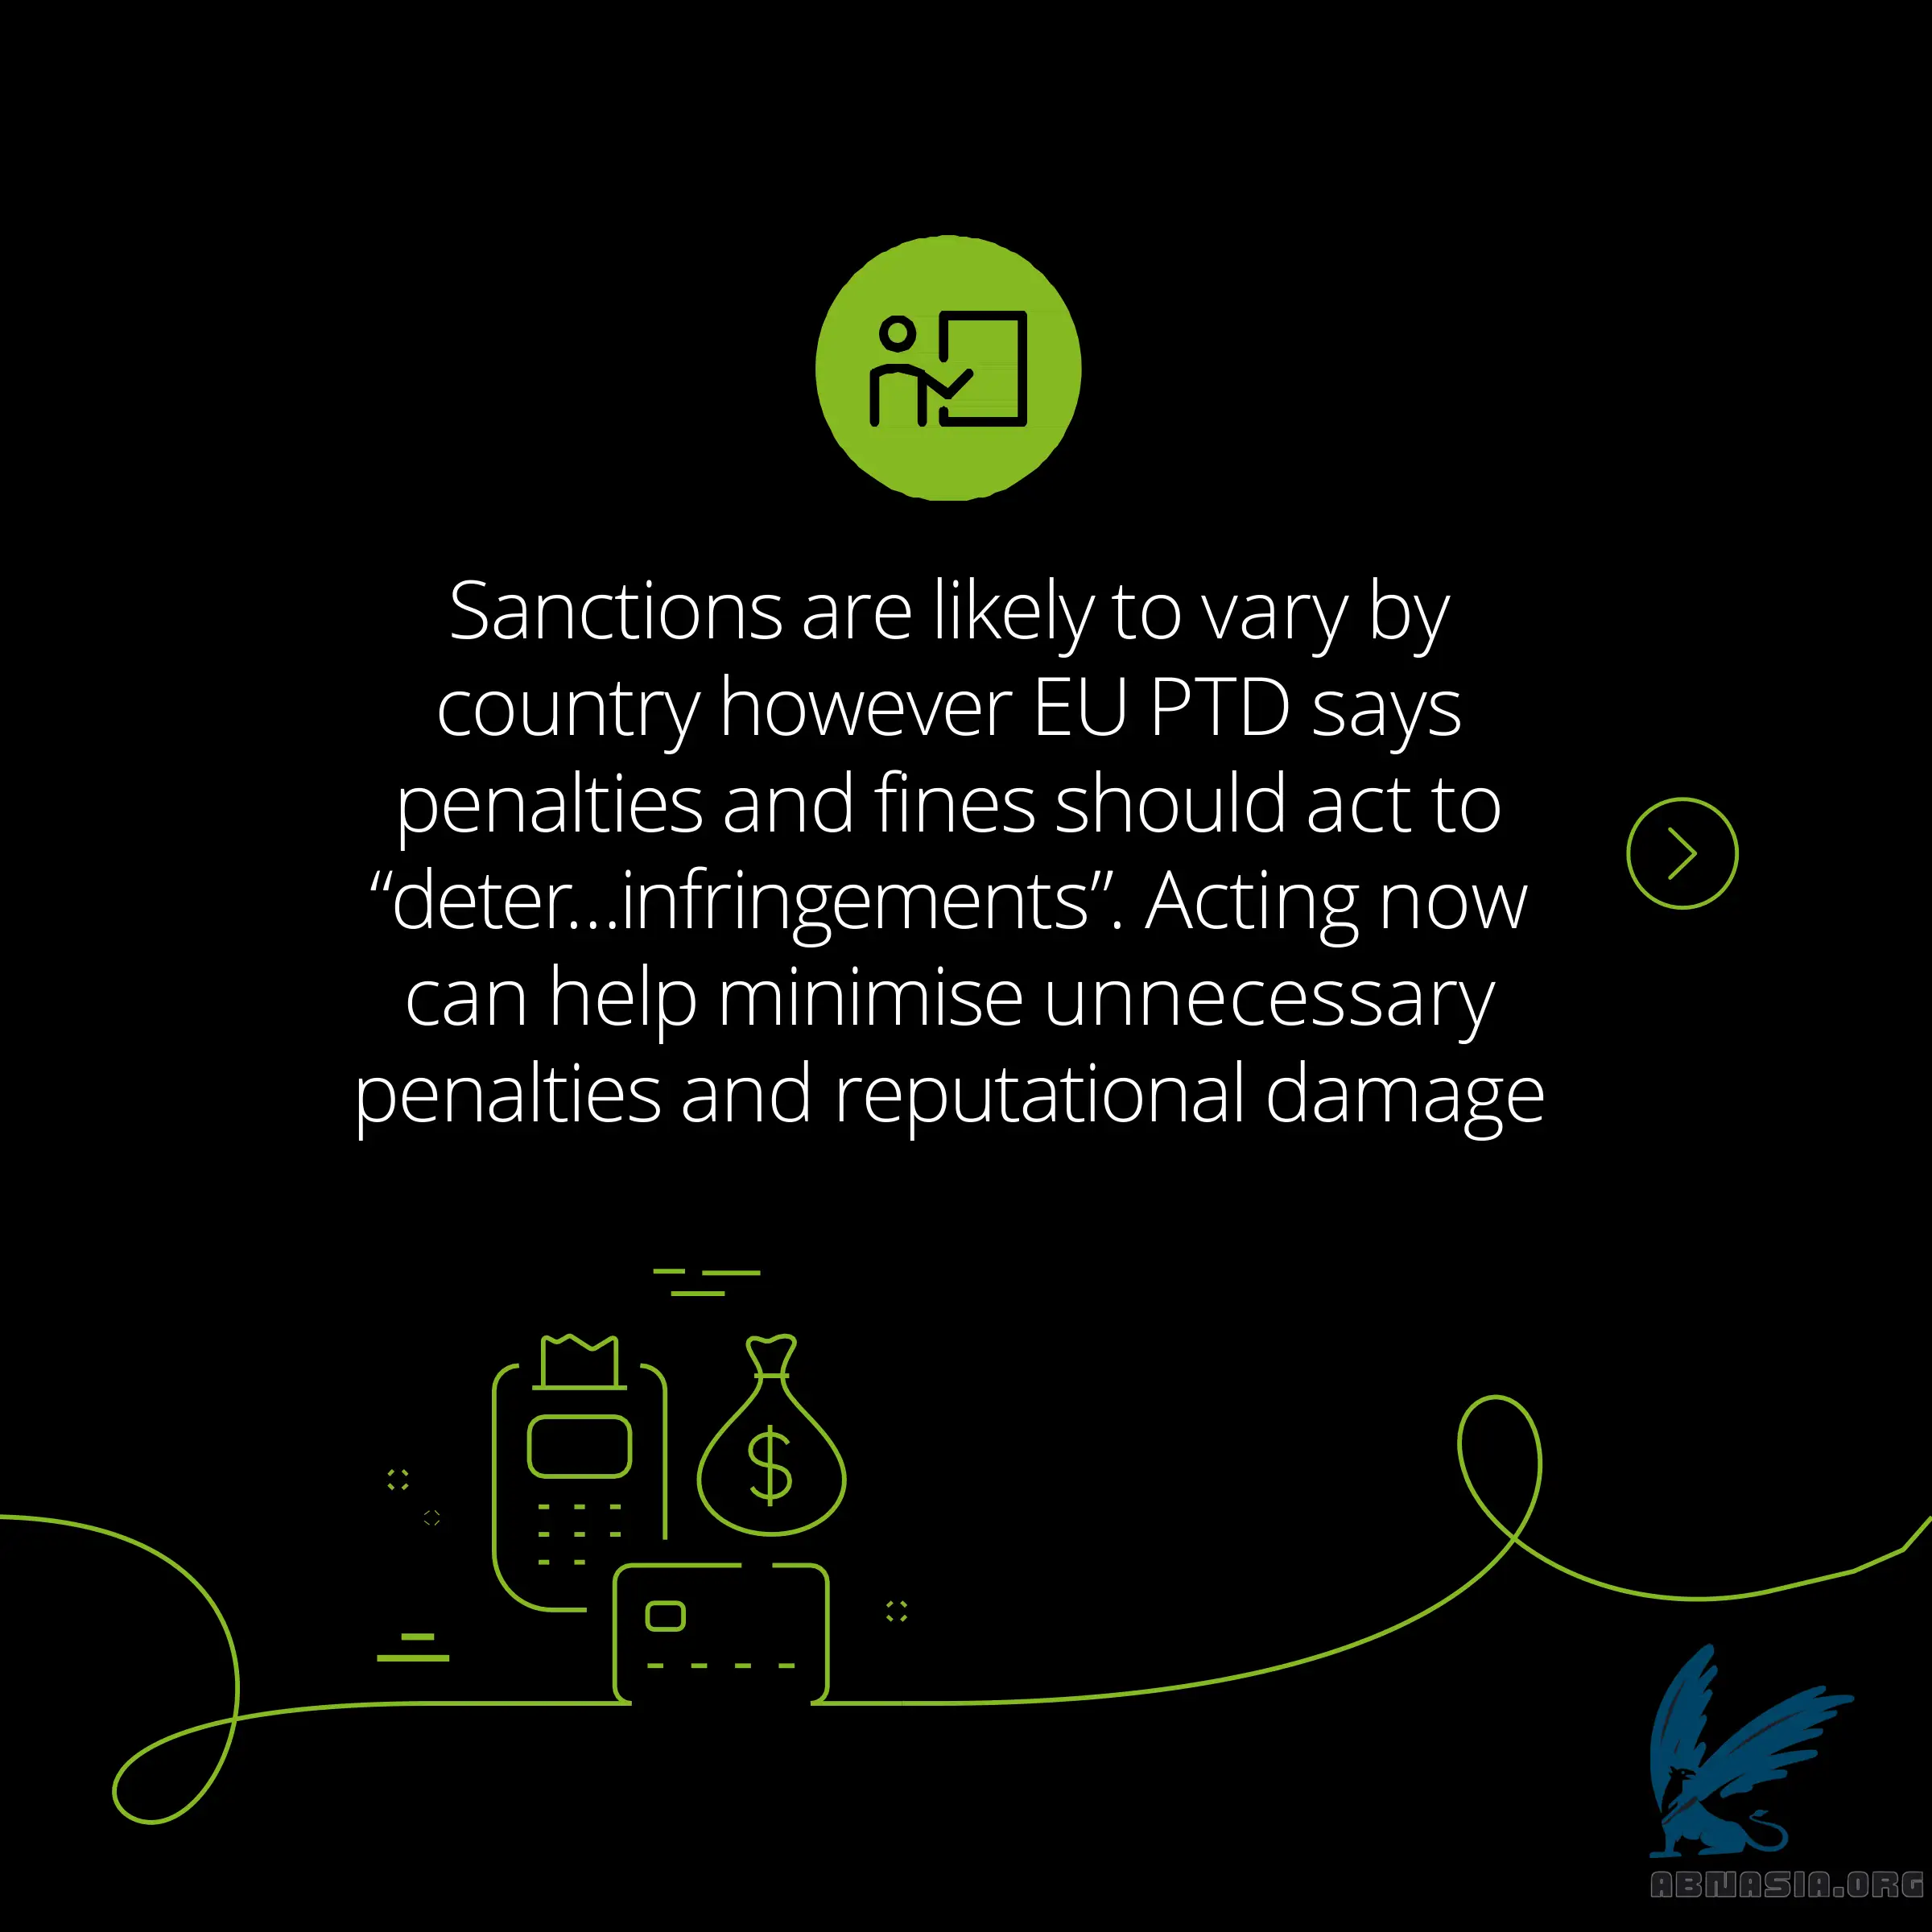 Sanctions are likely to vary by
country however EU PTD says
penalties and fines should act to
“deter...infringements”. Acting now
can help minimise unnecessary
penalties and reputational damage
$
ABNASIA.ORG